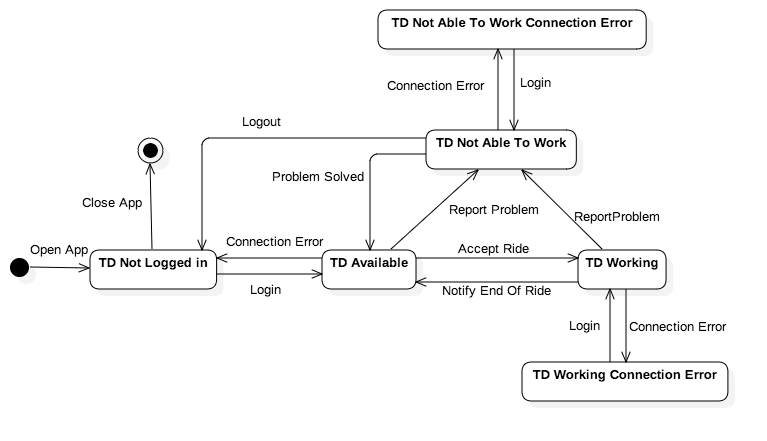 TD Not Able To Work Connection Error
Connection Error
Login
Logout
TD Not Able To Work
Problem Solved
Close App
Report Problem
ReportProblem
Open App
Connection Error
Accept Ride
TD Not Logged in
TD Available
TD Working
Login
Notify End Of Ride
Login
Connection Error
TD Working Connection Error